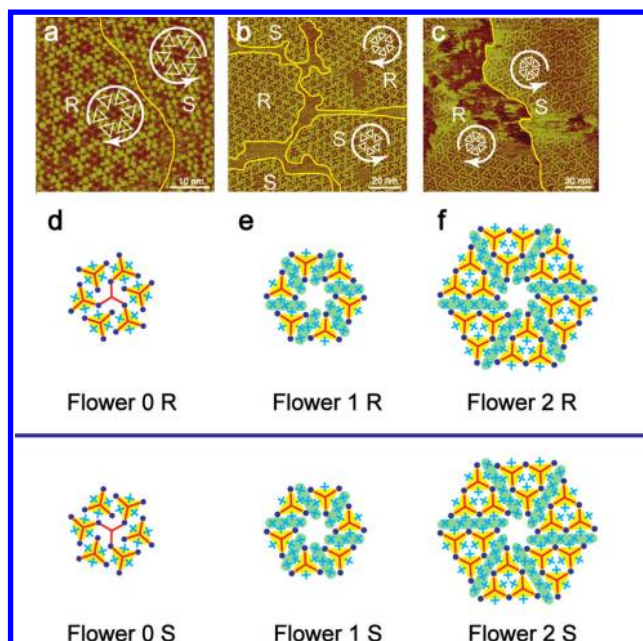 a
b
c
R
S
10 nm
S
R
R
S
S
20 nm
R
S
30 nm
d
e
f
Flower 0 R
Flower 1 R
Flower 2 R
Flower 0 S
Flower 1 S
Flower 2 S